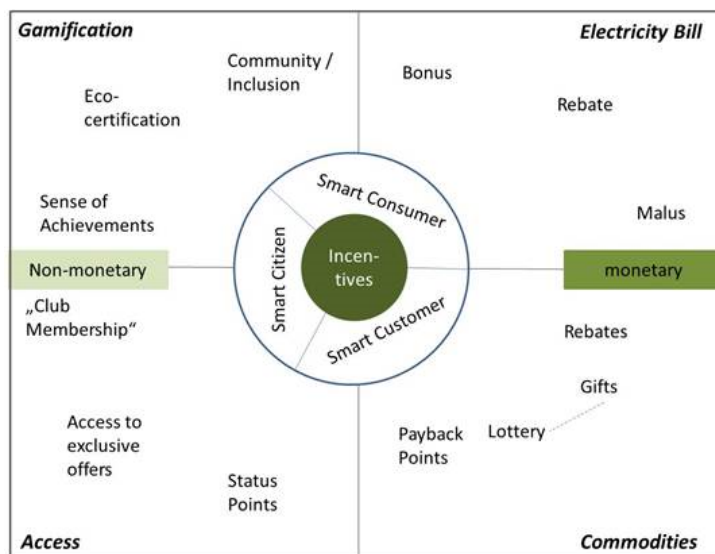 Gamification
Electricity Bill
Community /
Inclusion
Bonus
Eco-
certification
Rebate
Smart Consumer
Sense of
Achievements
Malus
Non-monetary
Smart Citizen
Incen-
tives
monetary
„Club
Membership“
Smart Customer
Rebates
Gifts
Access to
exclusive
offers
Payback
Points
Lottery
Status
Points
Access
Commodities